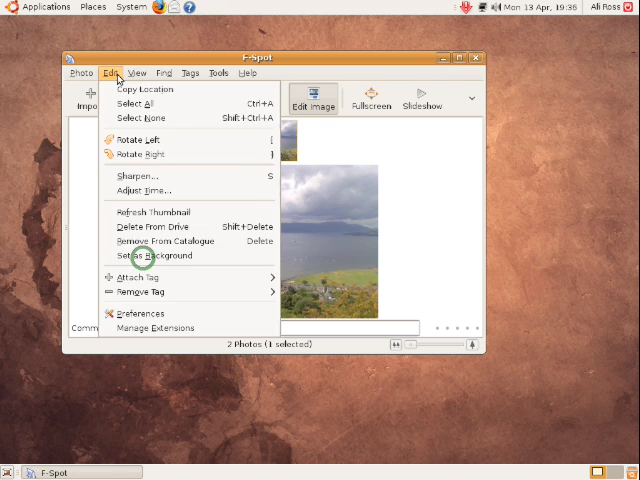 Applications Places System Mon 13 Apr, 19:36 Ali Ross
F-Spot
Photo Edit View Find Tags Tools Help
Edit Image Fullscreen Slideshow
Copy Location
Select All Ctrl+A
Select None Shift+Ctrl+A
Rotate Left [
Rotate Right ]
Sharpen... S
Adjust Time...
Refresh Thumbnail
Delete From Drive Shift+Delete
Remove From Catalogue Delete
Set as Background
Attach Tag
Remove Tag
Preferences
Manage Extensions
2 Photos (1 selected)
F-Spot